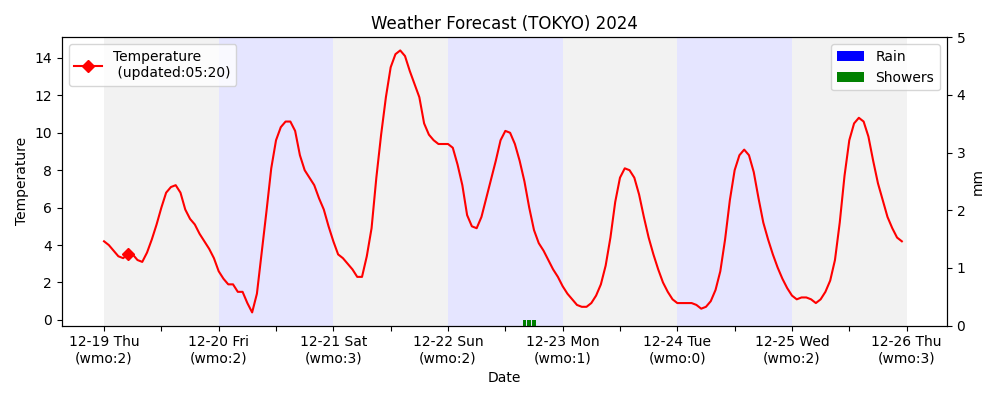 Weather Forecast (TOKYO) 2024
Temperature
(updated:05:20)
Rain
Showers
Temperature
14
12
10
8
6
4
2
0
5
4
3
2
1
0
mm
12-19 Thu
(wmo:2)
12-20 Fri
(wmo:2)
12-21 Sat
(wmo:3)
12-22 Sun
(wmo:2)
12-23 Mon
(wmo:1)
12-24 Tue
(wmo:0)
12-25 Wed
(wmo:2)
12-26 Thu
(wmo:3)
Date